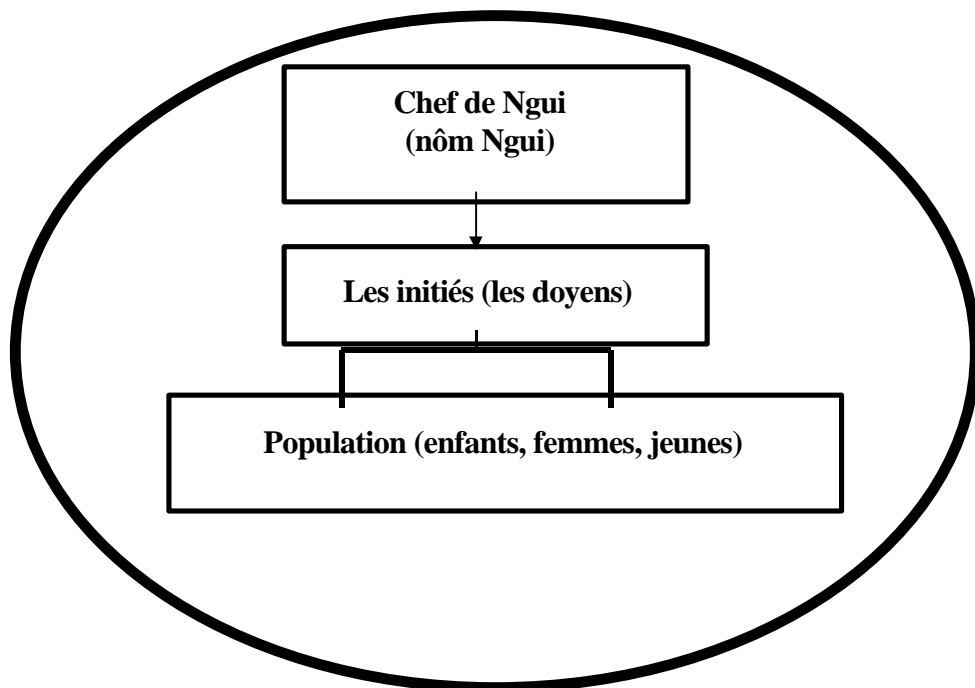 Chef de Ngui
(nôm Ngui)
Les initiés (les doyens)
Population (enfants, femmes, jeunes)